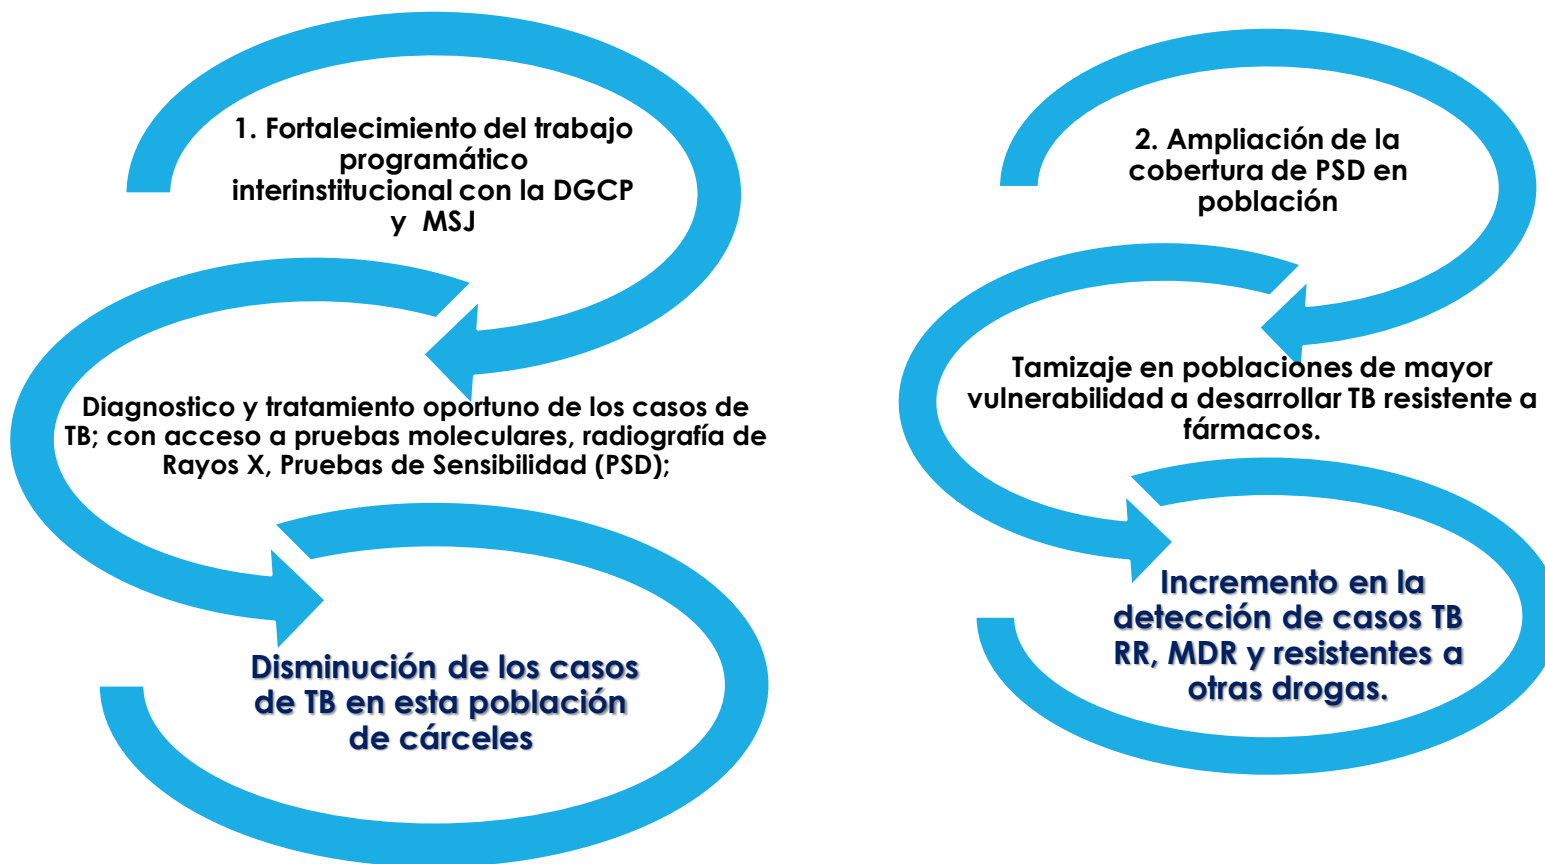 1. Fortalecimiento del trabajo
programático
interinstitucional con la DGCP
y MSJ
Diagnostico y tratamiento oportuno de los casos de
TB; con acceso a pruebas moleculares, radiografía de
Rayos X, Pruebas de Sensibilidad (PSD);
Disminución de los casos
de TB en esta población
de cárceles
2. Ampliación de la
cobertura de PSD en
población
Tamizaje en poblaciones de mayor
vulnerabilidad a desarrollar TB resistente a
fármacos.
Incremento en la
detección de casos TB
RR, MDR y resistentes a
otras drogas.